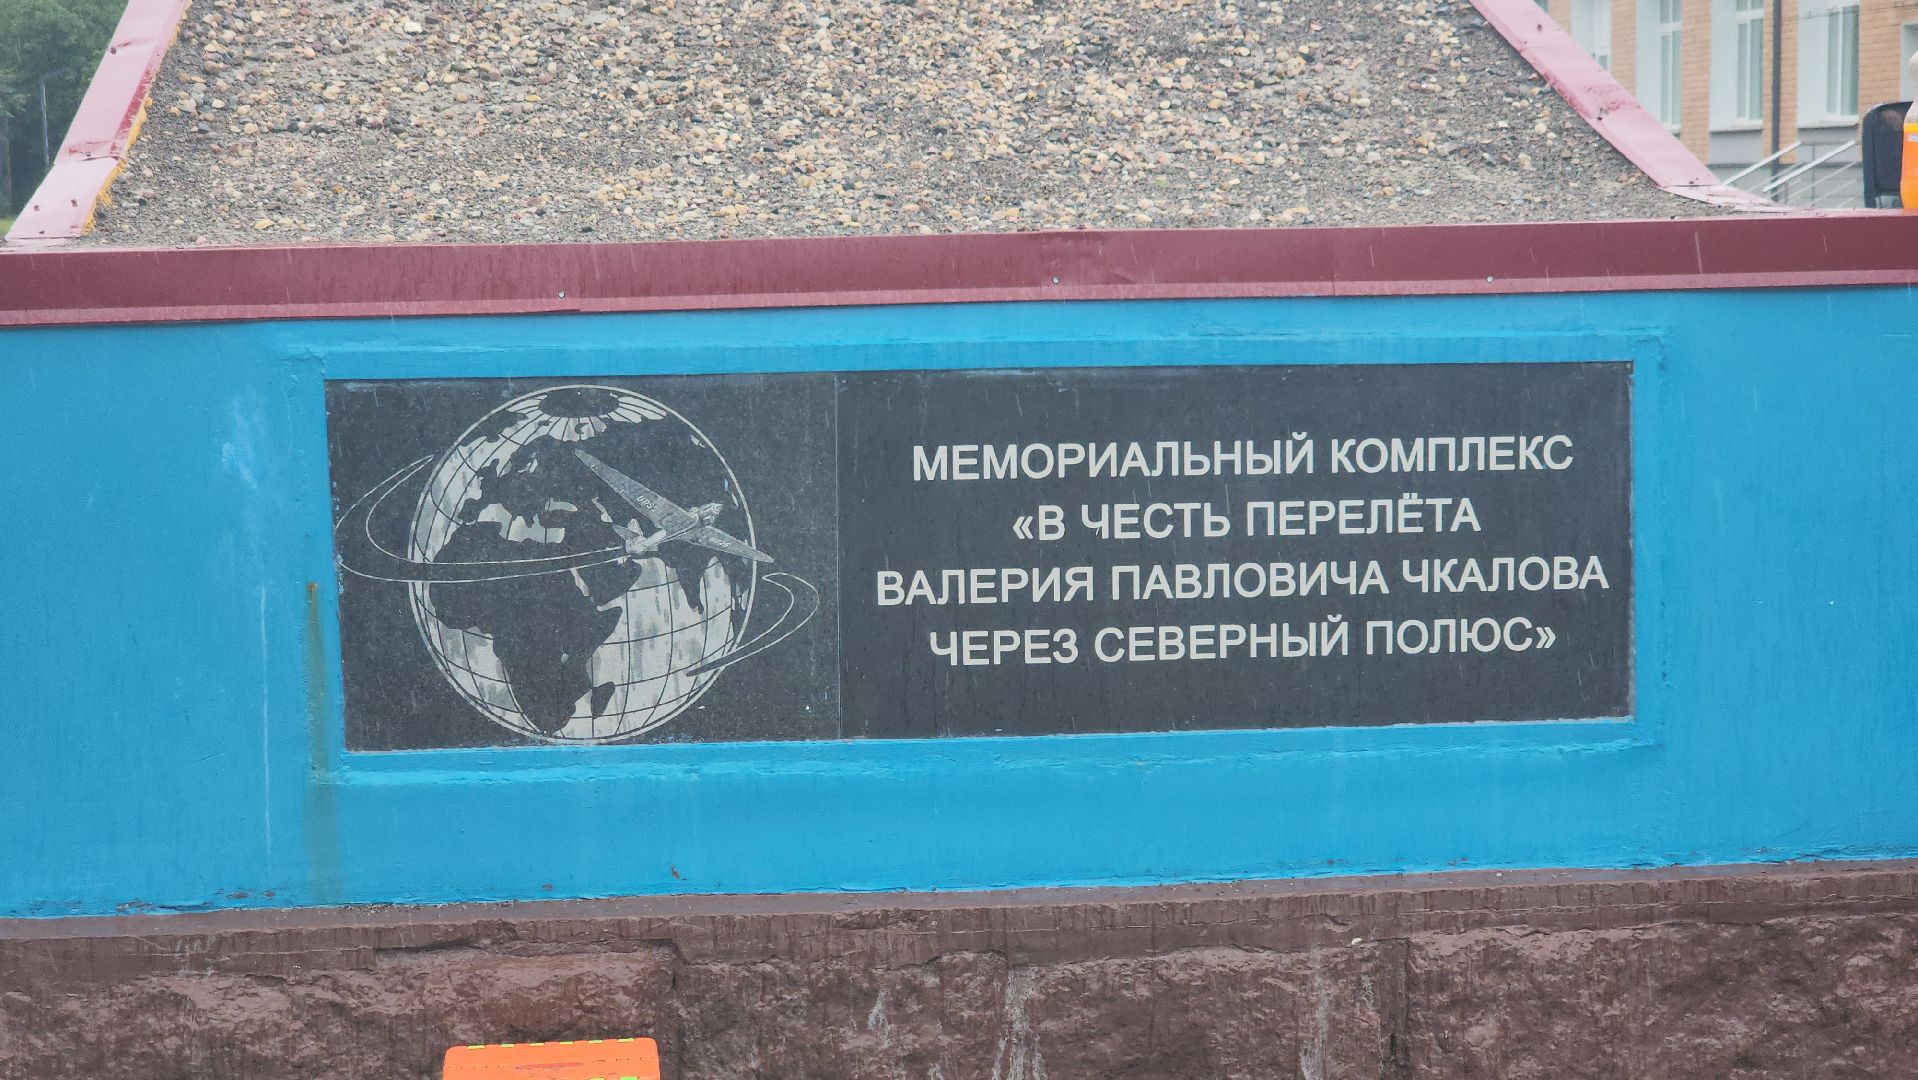 МЕМОРИАЛЬНЫЙ КОМПЛЕКС
«В ЧЕСТЬ ПЕРЕЛЁТА
ВАЛЕРИЯ ПАВЛОВИЧА ЧКАЛОВА
ЧЕРЕЗ СЕВЕРНЫЙ ПОЛЮС»